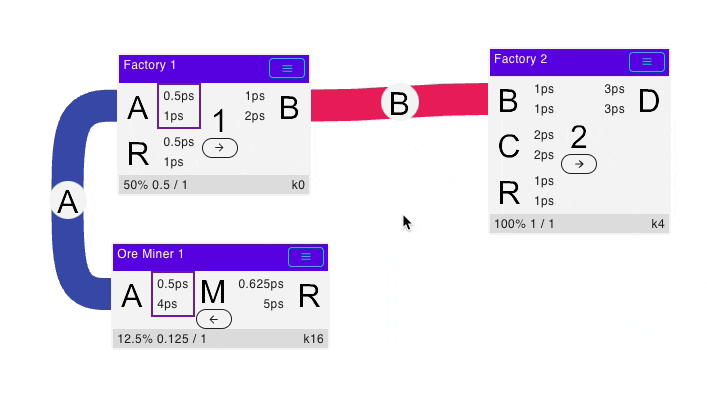 Factory 1
A 0.5ps 1ps 1 1ps 2ps B
R 0.5ps 1ps
50% 0.5 / 1 k0
B
Factory 2
B 1ps 1ps 3ps 3ps D
C 2ps 2ps 2
R 1ps 1ps
100% 1 / 1 k4
A
Ore Miner 1
A 0.5ps 4ps M 0.625ps 5ps R
12.5% 0.125 / 1 k16